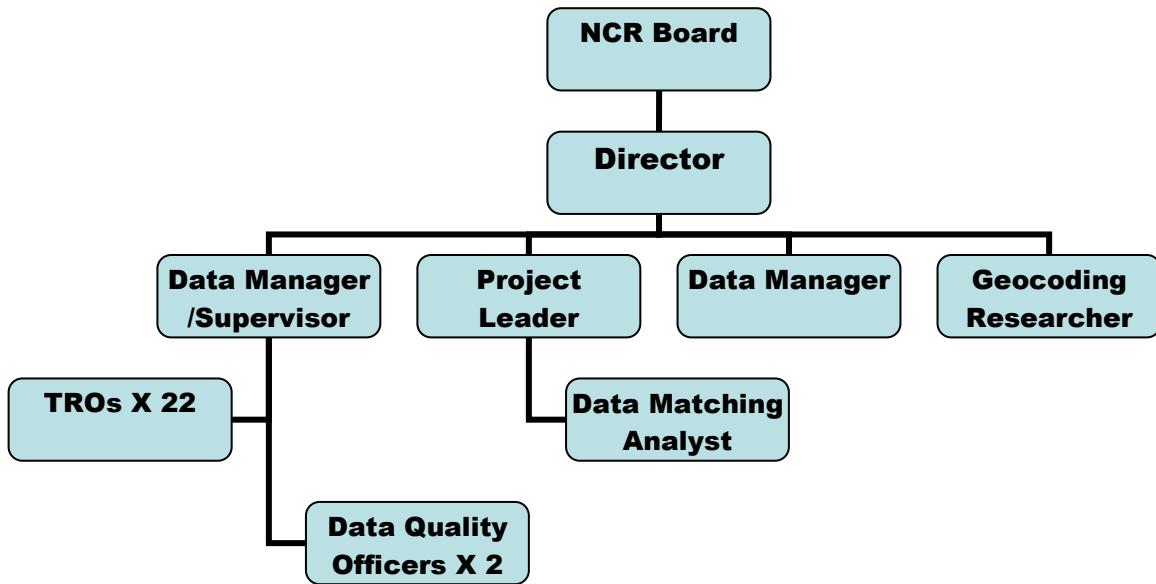 NCR Board
Director
Data Manager
/Supervisor
Project
Leader
Data Manager
Geocoding
Researcher
TROs X 22
Data Matching
Analyst
Data Quality
Officers X 2